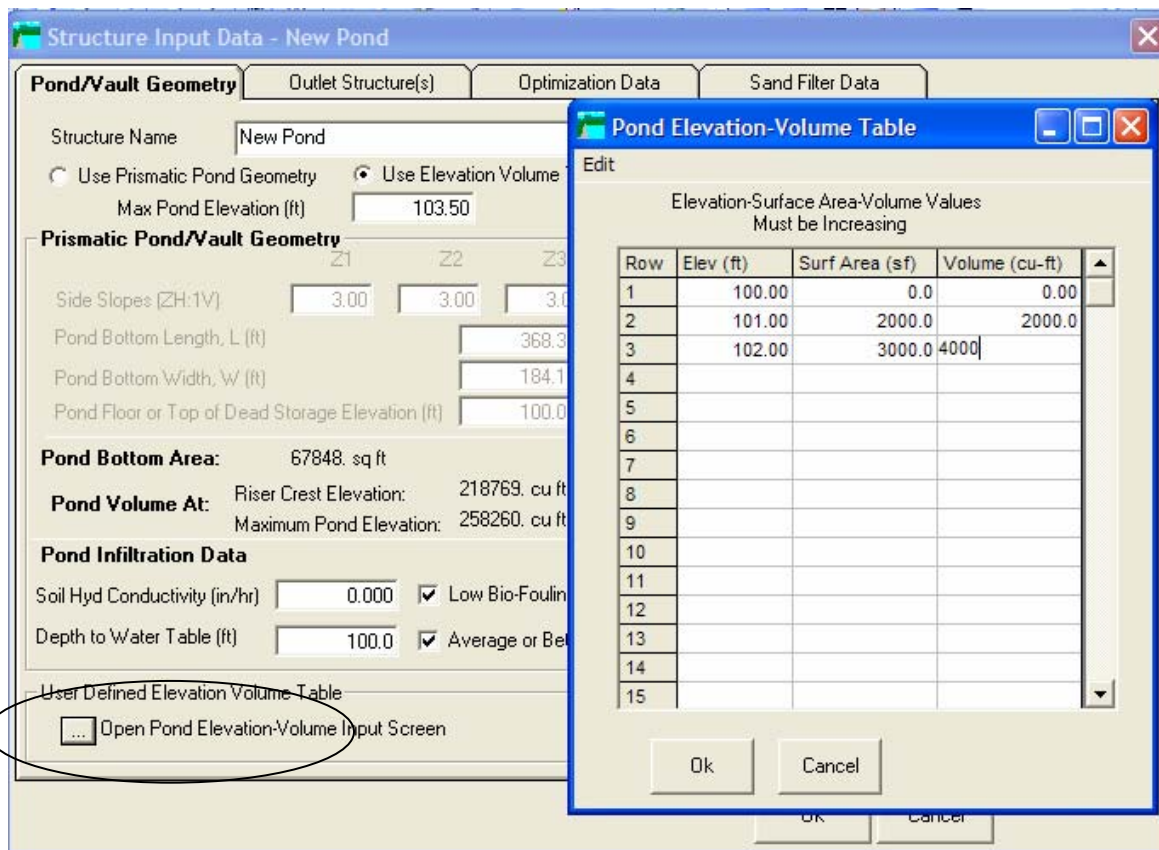 Structure Input Data - New Pond
Pond/Vault Geometry Outlet Structure(s) Optimization Data Sand Filter Data
Structure Name New Pond
Use Prismatic Pond Geometry Use Elevation Volume
Max Pond Elevation (ft) 103.50
Prismatic Pond/Vault Geometry
Z1 Z2 Z3
Side Slopes (ZH:1V) 3.00 3.00 3.0
Pond Bottom Length, L (ft) 368.3
Pond Bottom Width, W (ft) 184.1
Pond Floor or Top of Dead Storage Elevation (ft) 100.0
Pond Bottom Area: 67848. sq ft
Pond Volume At: Riser Crest Elevation: 218769. cu ft
Maximum Pond Elevation: 258260. cu ft
Pond Infiltration Data
Soil Hyd Conductivity (in/hr) 0.000 Low Bio-Foulin
Depth to Water Table (ft) 100.0 Average or Bel
User Defined Elevation Volume Table
... Open Pond Elevation-Volume Input Screen
Pond Elevation-Volume Table
Edit
Elevation-Surface Area-Volume Values
Must be Increasing
Row Elev (ft) Surf Area (sf) Volume (cu-ft)
1 100.00 0.0 0.00
2 101.00 2000.0 2000.0
3 102.00 3000.0 4000
4
5
6
7
8
9
10
11
12
13
14
15
Ok Cancel
OK Cancel